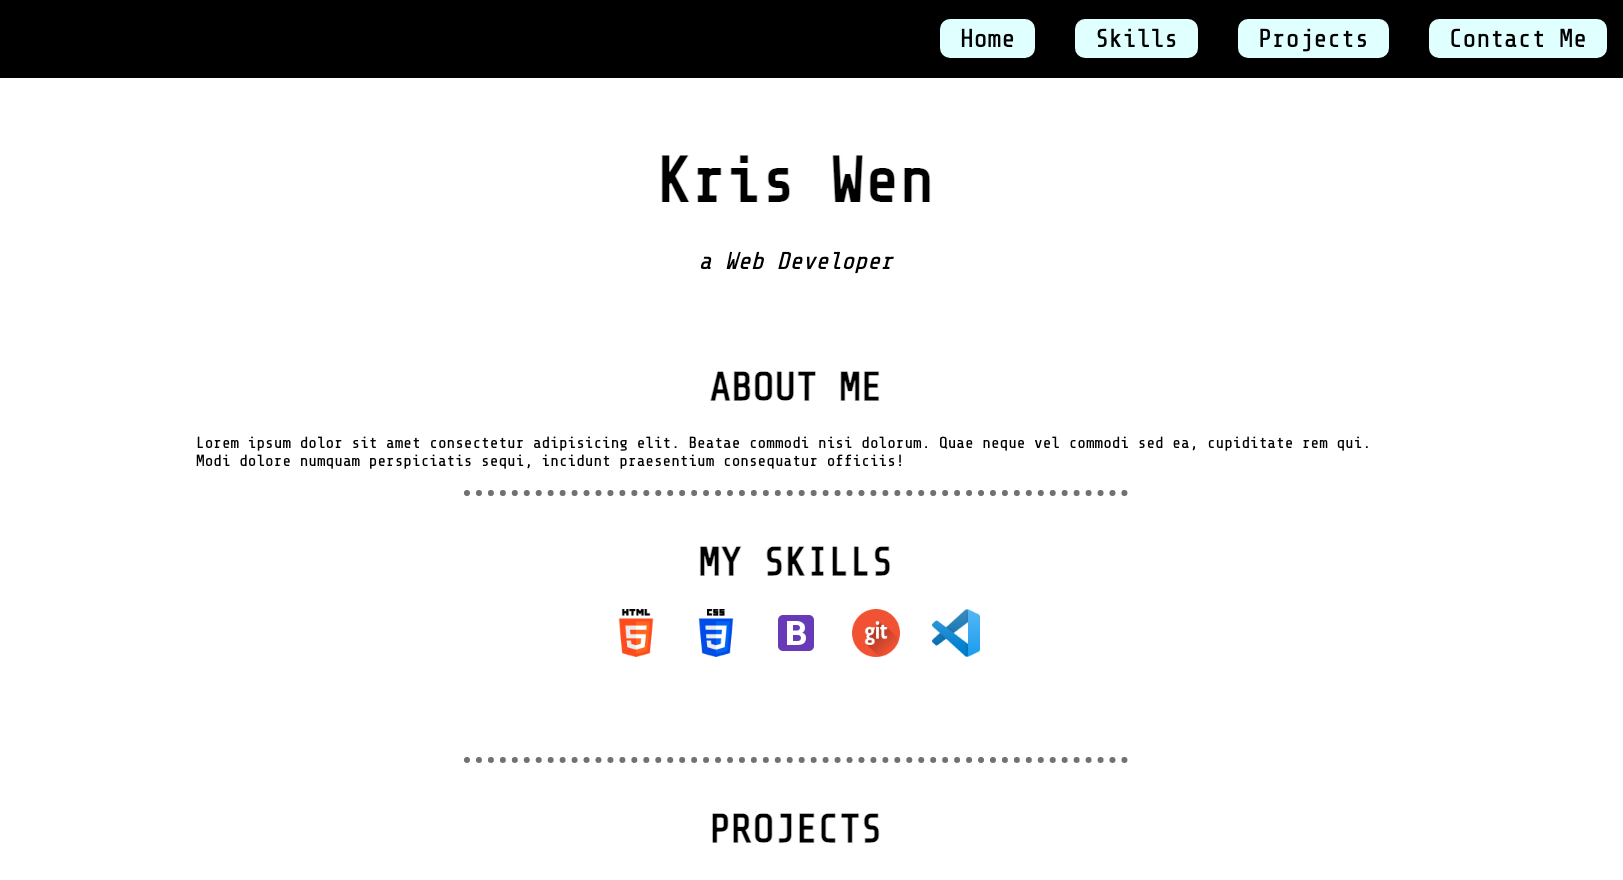 Home Skills Projects Contact Me
Kris Wen
a Web Developer
ABOUT ME
Lorem ipsum dolor sit amet consectetur adipisicing elit. Beatae commodi nisi dolorum. Quae neque vel commodi sed ea, cupiditate rem qui.
Modi dolore numquam perspiciatis sequi, incidunt praesentium consequatur officiis!
MY SKILLS
HTML 5 CSS 3 B git
PROJECTS